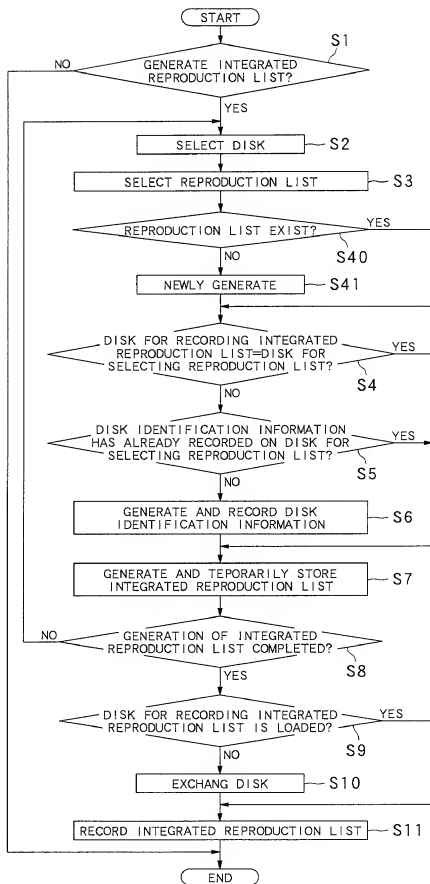 START
S1
NO
GENERATE INTEGRATED
REPRODUCTION LIST?
YES
SELECT DISK
S2
SELECT REPRODUCTION LIST
S3
REPRODUCTION LIST EXIST?
YES
S40
NO
NEWLY GENERATE
S41
DISK FOR RECORDING INTEGRATED
REPRODUCTION LIST=DISK FOR
SELECTING REPRODUCTION LIST?
YES
S4
NO
DISK IDENTIFICATION INFORMATION
HAS ALREADY RECORDED ON DISK FOR
SELECTING REPRODUCTION LIST?
YES
S5
NO
GENERATE AND RECORD DISK
IDENTIFICATION INFORMATION
S6
GENERATE AND TEPORARILY STORE
INTEGRATED REPRODUCTION LIST
S7
NO
GENERATION OF INTEGRATED
REPRODUCTION LIST COMPLETED?
S8
YES
DISK FOR RECORDING INTEGRATED
REPRODUCTION LIST IS LOADED?
YES
S9
NO
EXCHANG DISK
S10
RECORD INTEGRATED REPRODUCTION LIST
S11
END